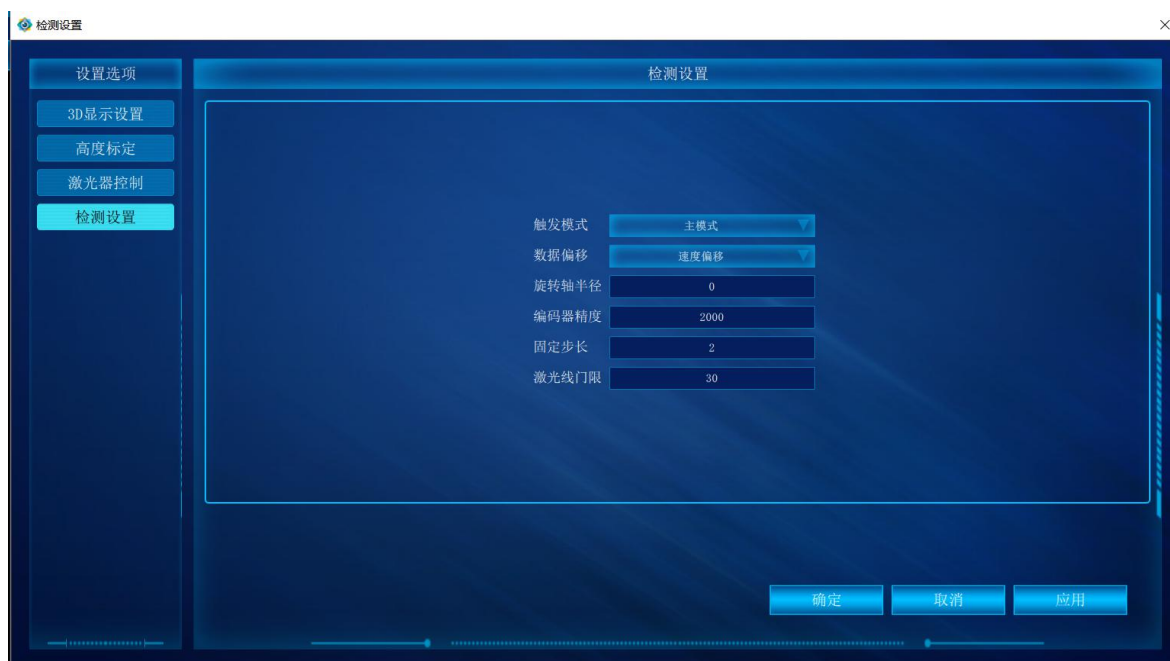 检测设置
设置选项
3D显示设置
高度标定
激光器控制
检测设置
检测设置
触发模式 主模式
数据偏移 速度偏移
旋转轴半径 0
编码器精度 2000
固定步长 2
激光线门限 30
确定 取消 应用